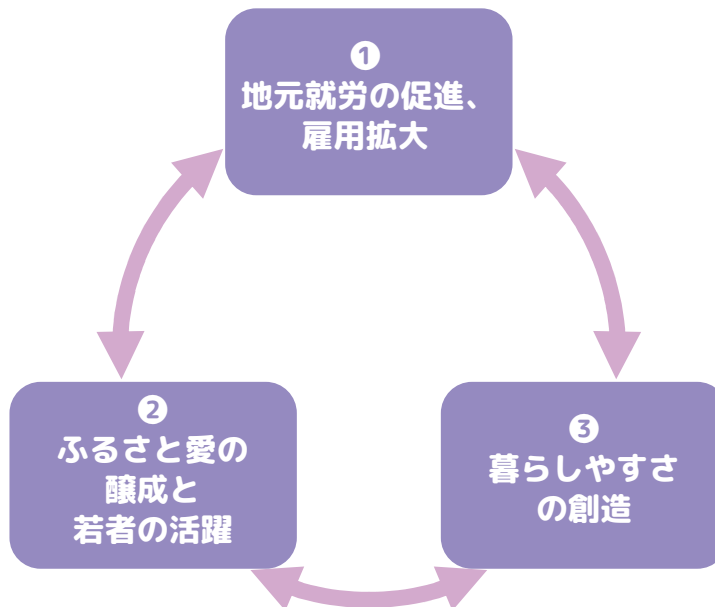 ❶
地元就労の促進、
雇用拡大
❷
ふるさと愛の
醸成と
若者の活躍
❸
暮らしやすさ
の創造